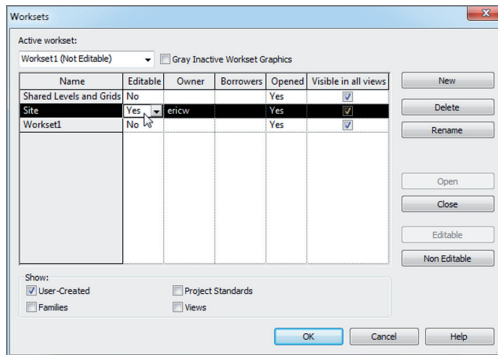 Worksets
Active workset:
Workset1 (Not Editable)
Gray Inactive Workset Graphics
Name Editable Owner Borrowers Opened Visible in all views
Shared Levels and Grids No Yes
Site Yes ericw Yes
Workset1 No Yes
New
Delete
Rename
Open
Close
Editable
Non Editable
Show:
User-Created Project Standards
Families Views
OK Cancel Help